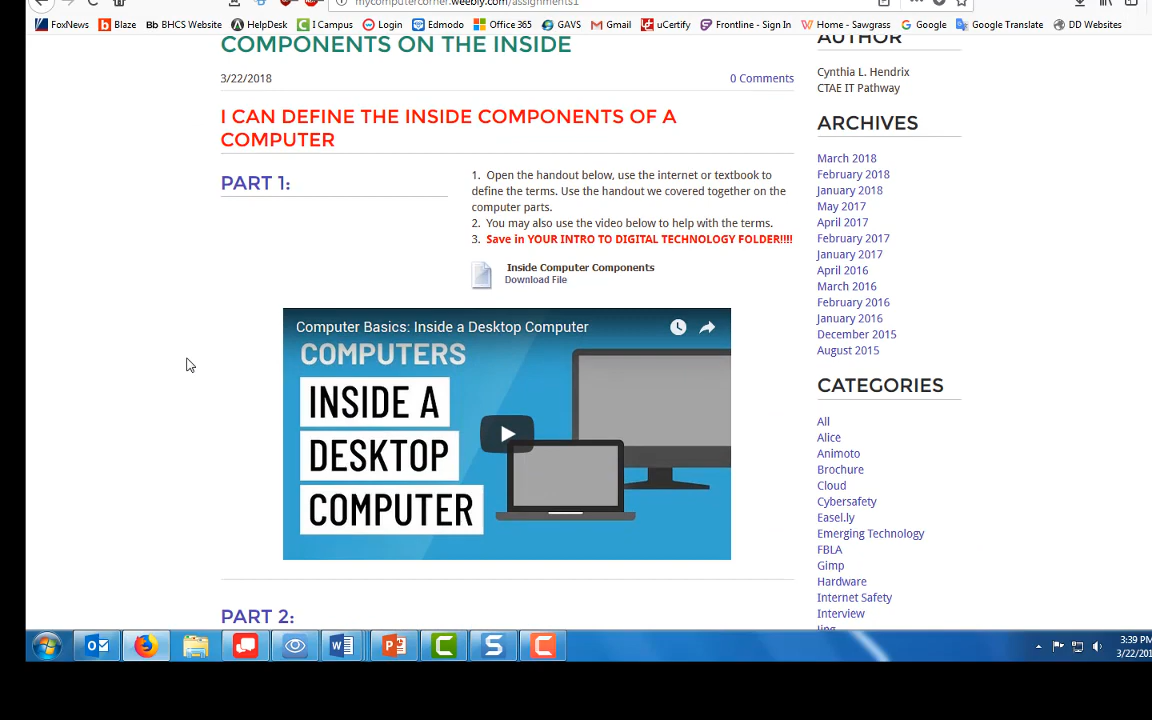 mycomputercorner.weebly.com/assignments1
FoxNews Blaze BHCS Website HelpDesk I Campus Login Edmodo Office 365 GAVS Gmail uCertify Frontline - Sign In Home - Sawgrass Google Google Translate DD Websites
COMPONENTS ON THE INSIDE
3/22/2018
0 Comments
I CAN DEFINE THE INSIDE COMPONENTS OF A
COMPUTER
PART 1:
1. Open the handout below, use the internet or textbook to
define the terms. Use the handout we covered together on the
computer parts.
2. You may also use the video below to help with the terms.
3. Save in YOUR INTRO TO DIGITAL TECHNOLOGY FOLDER!!!!
Inside Computer Components
Download File
Computer Basics: Inside a Desktop Computer
COMPUTERS
INSIDE A
DESKTOP
COMPUTER
PART 2:
AUTHOR
Cynthia L. Hendrix
CTAE IT Pathway
ARCHIVES
March 2018
February 2018
January 2018
May 2017
April 2017
February 2017
January 2017
April 2016
March 2016
February 2016
January 2016
December 2015
August 2015
CATEGORIES
All
Alice
Animoto
Brochure
Cloud
Cybersafety
Easel.ly
Emerging Technology
FBLA
Gimp
Hardware
Internet Safety
Interview
Jing
3:39 PM
3/22/201